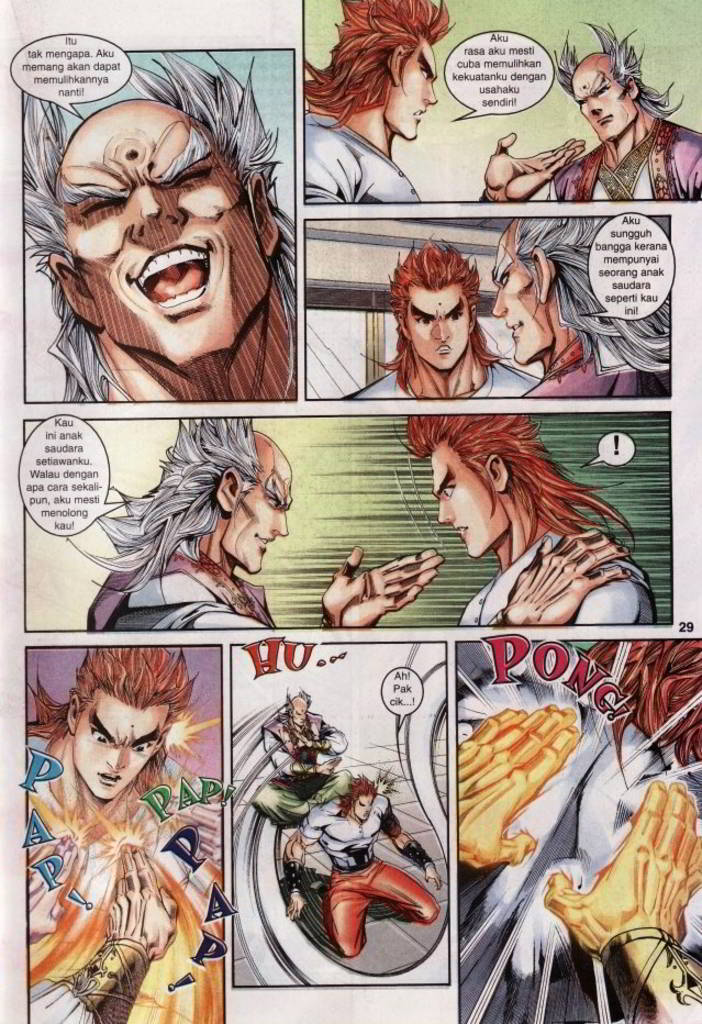 Itu
tak mengapa. Aku
memang akan dapat
memulihkannya
nanti!
Aku
rasa aku mesti
memulihkan
kekuatanku dengan
usahaku
sendiri!
Aku
sungguh
bangga kerana
mempunyai
seorang anak
saudara
seperti kau
ini!
Kau
ini anak
saudara
setiawanku.
Walau dengan
apa cara sekali-
pun, aku mesti
menolong
kau!
!
29
PAP!
PAP!
PAP!
PAP!
HU...
Ah!
Pak
cik...!
PONG!